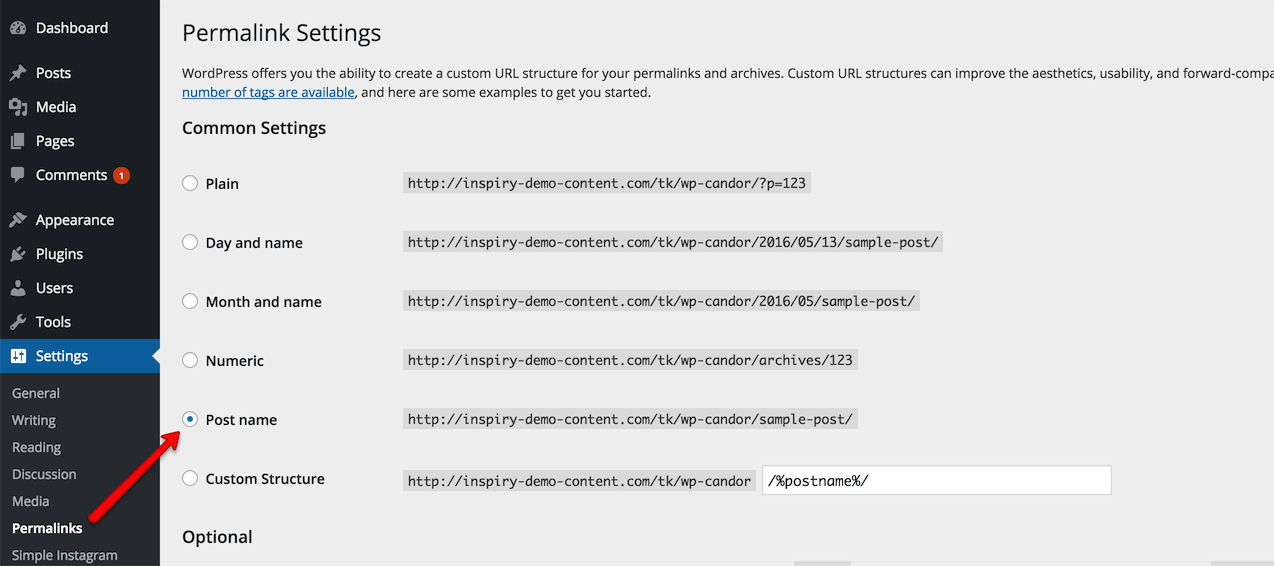 Dashboard
Posts
Media
Pages
Comments 1
Appearance
Plugins
Users
Tools
Settings
General
Writing
Reading
Discussion
Media
Permalinks
Simple Instagram
Permalink Settings
WordPress offers you the ability to create a custom URL structure for your permalinks and archives. Custom URL structures can improve the aesthetics, usability, and forward-compa
number of tags are available, and here are some examples to get you started.
Common Settings
Plain http://inspiry-demo-content.com/tk/wp-candor/?p=123
Day and name http://inspiry-demo-content.com/tk/wp-candor/2016/05/13/sample-post/
Month and name http://inspiry-demo-content.com/tk/wp-candor/2016/05/sample-post/
Numeric http://inspiry-demo-content.com/tk/wp-candor/archives/123
Post name http://inspiry-demo-content.com/tk/wp-candor/sample-post/
Custom Structure http://inspiry-demo-content.com/tk/wp-candor /%postname%/
Optional